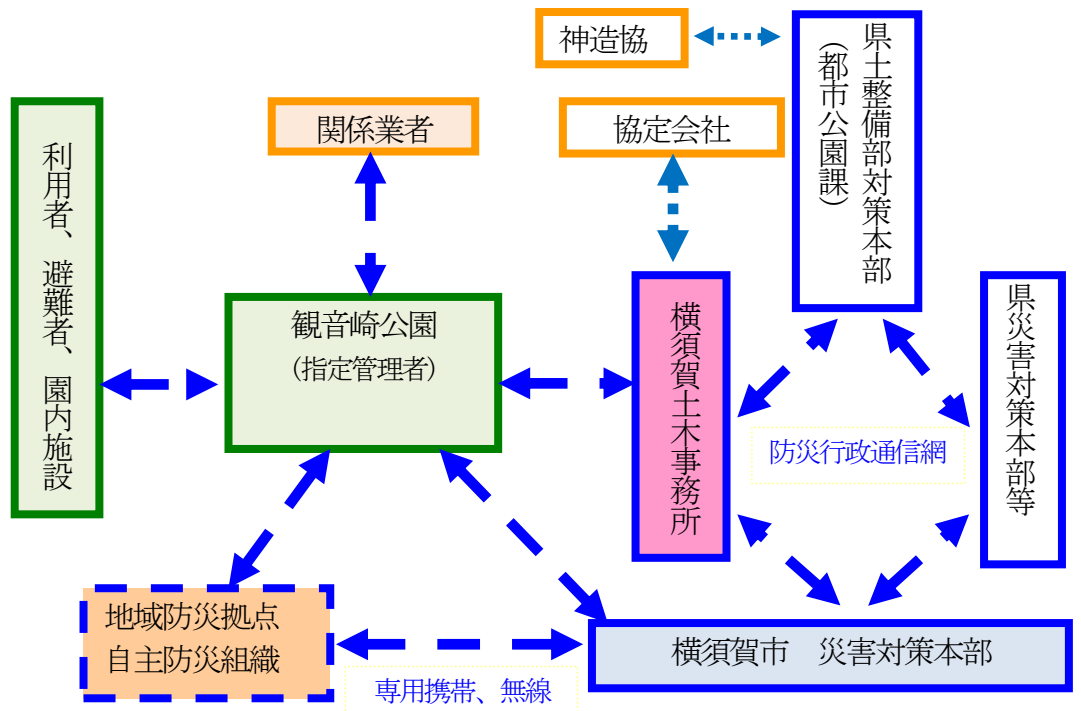 神造協
県土整備部対策本部
（都市公園課）
関係業者
協定会社
利用者、避難者、園内施設
観音崎公園
（指定管理者）
横須賀土木事務所
県災害対策本部等
防災行政通信網
地域防災拠点
自主防災組織
横須賀市　災害対策本部
専用携帯、無線